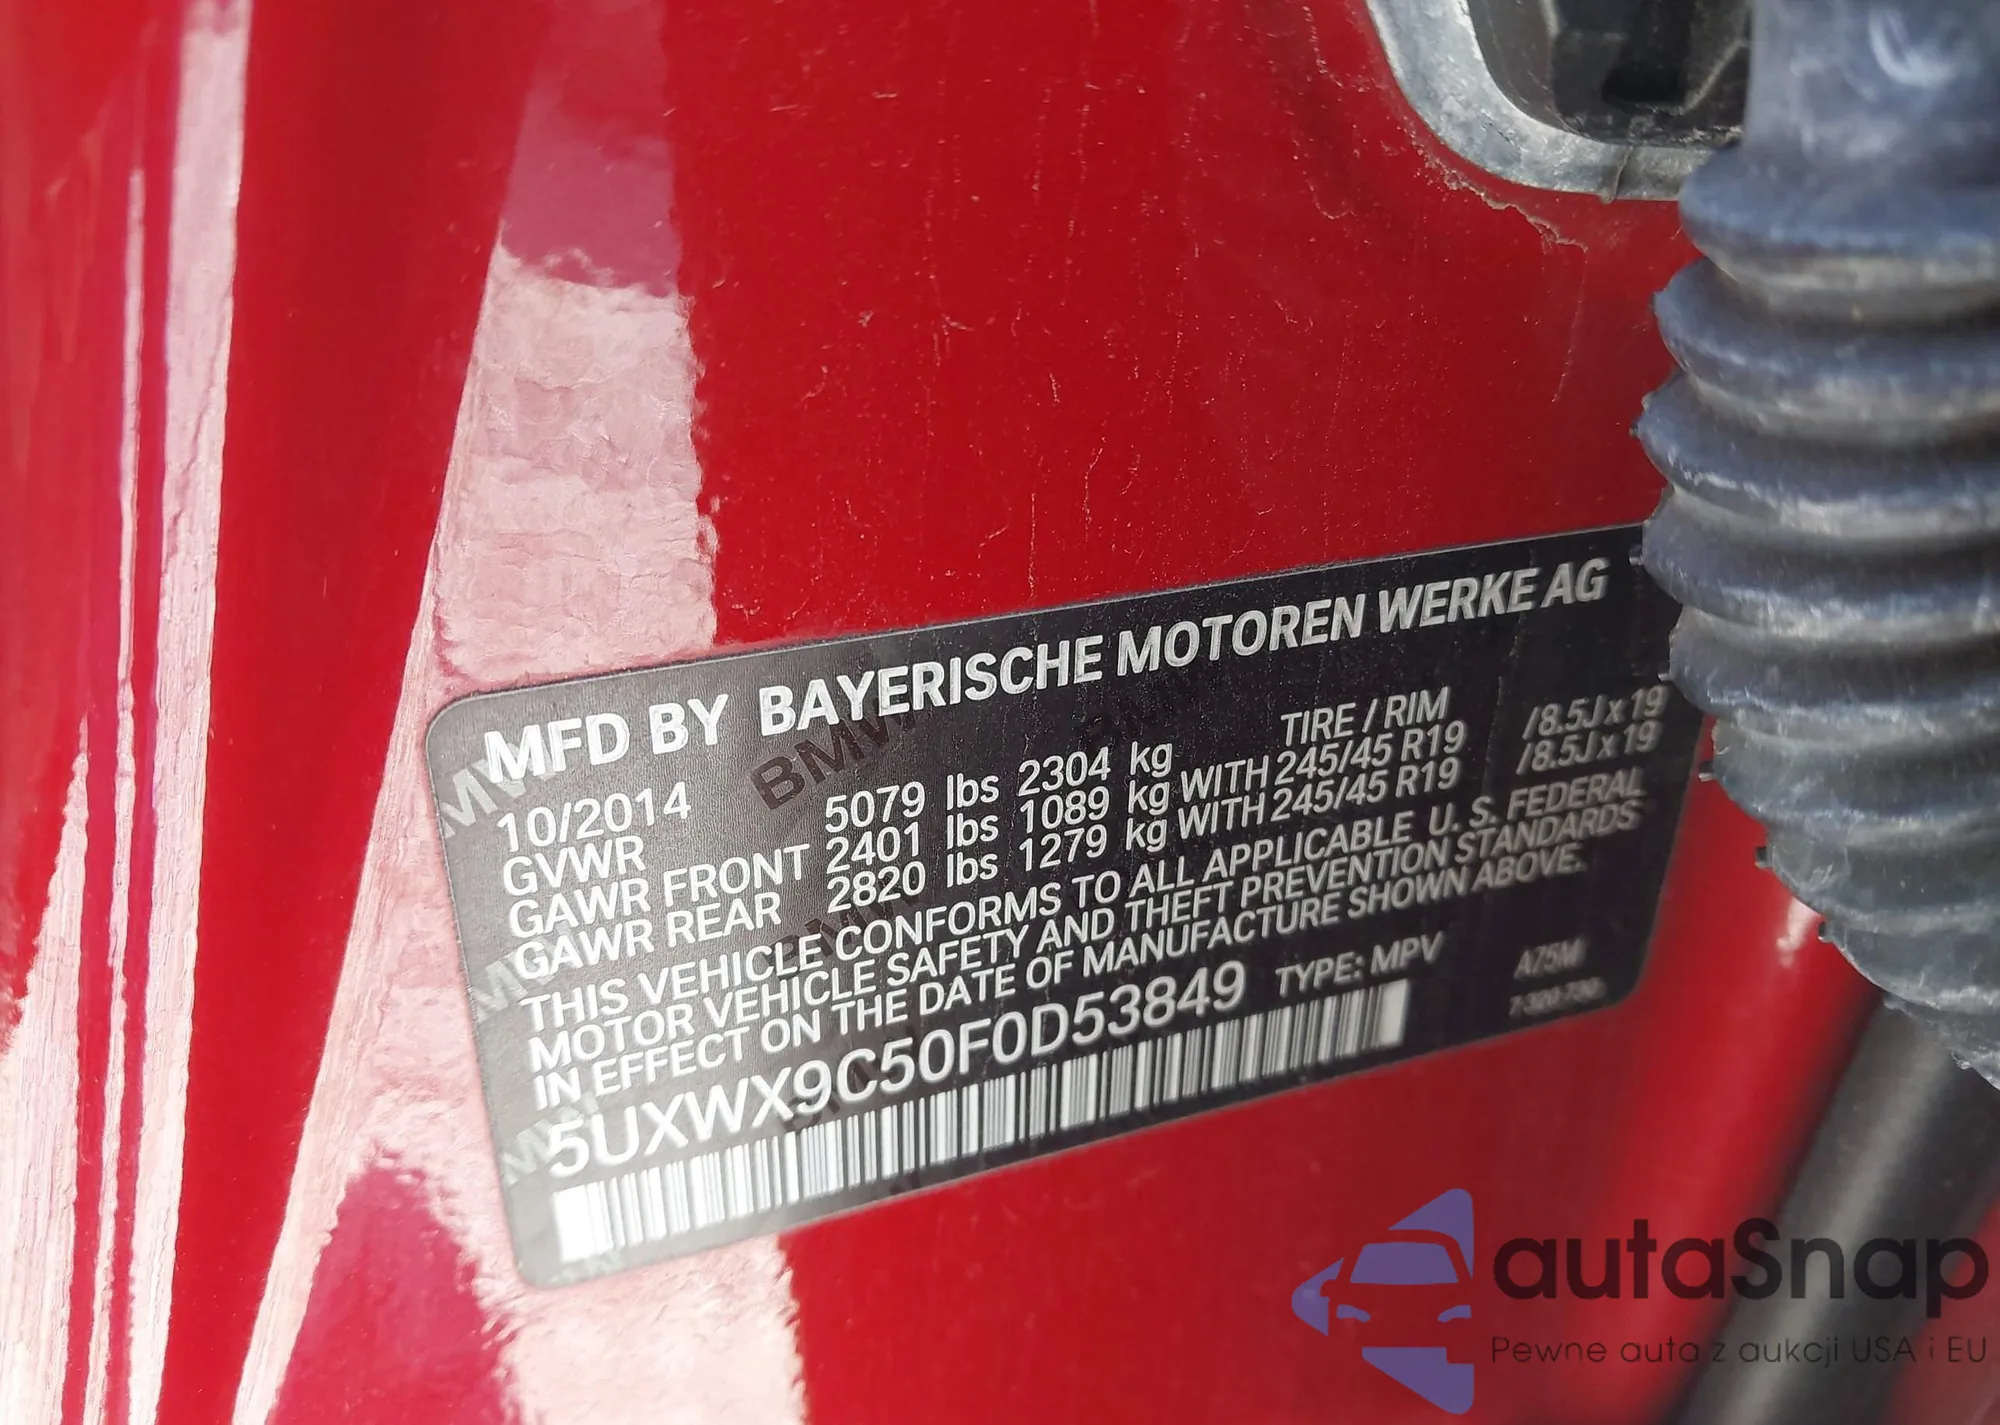 MFD BY BAYERISCHE MOTOREN WERKE AG
10/2014 TIRE / RIM
GVWR 5079 lbs 2304 kg
GAWR FRONT 2401 lbs 1089 kg WITH 245/45 R19 /8.5J x 19
GAWR REAR 2820 lbs 1279 kg WITH 245/45 R19 /8.5J x 19
THIS VEHICLE CONFORMS TO ALL APPLICABLE U. S. FEDERAL
MOTOR VEHICLE SAFETY AND THEFT PREVENTION STANDARDS
IN EFFECT ON THE DATE OF MANUFACTURE SHOWN ABOVE.
5UXWX9C50F0D53849 TYPE: MPV A75M
autaSnap
Pewne auta z aukcji USA i EU